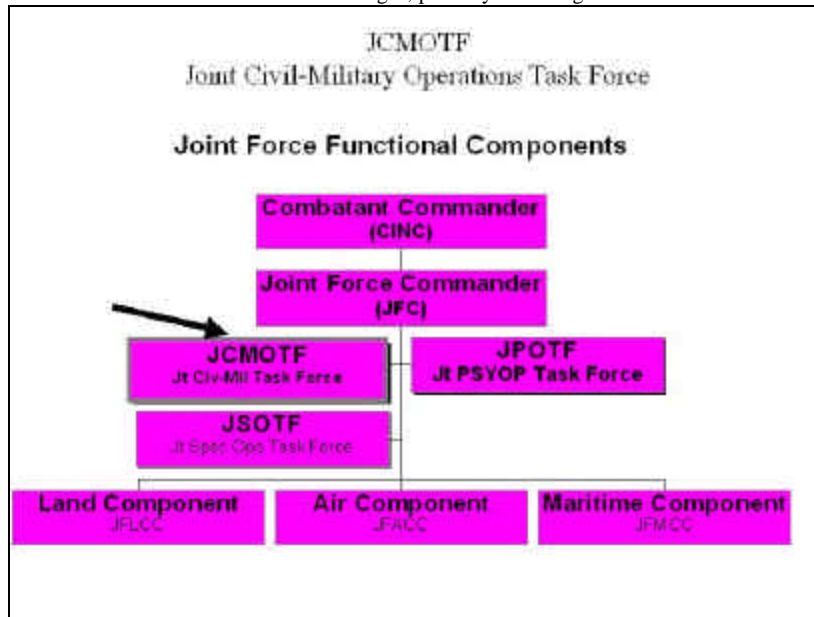 JCMOTF
Joint Civil-Military Operations Task Force
Joint Force Functional Components
Combatant Commander
(CINC)
Joint Force Commander
(JFC)
JCMOTF
Jt Civ-Mil Task Force
JPOTF
Jt PSYOP Task Force
JSOTF
Jt Spec Ops Task Force
Land Component
JFLCC
Air Component
JFACC
Maritime Component
JFMCC